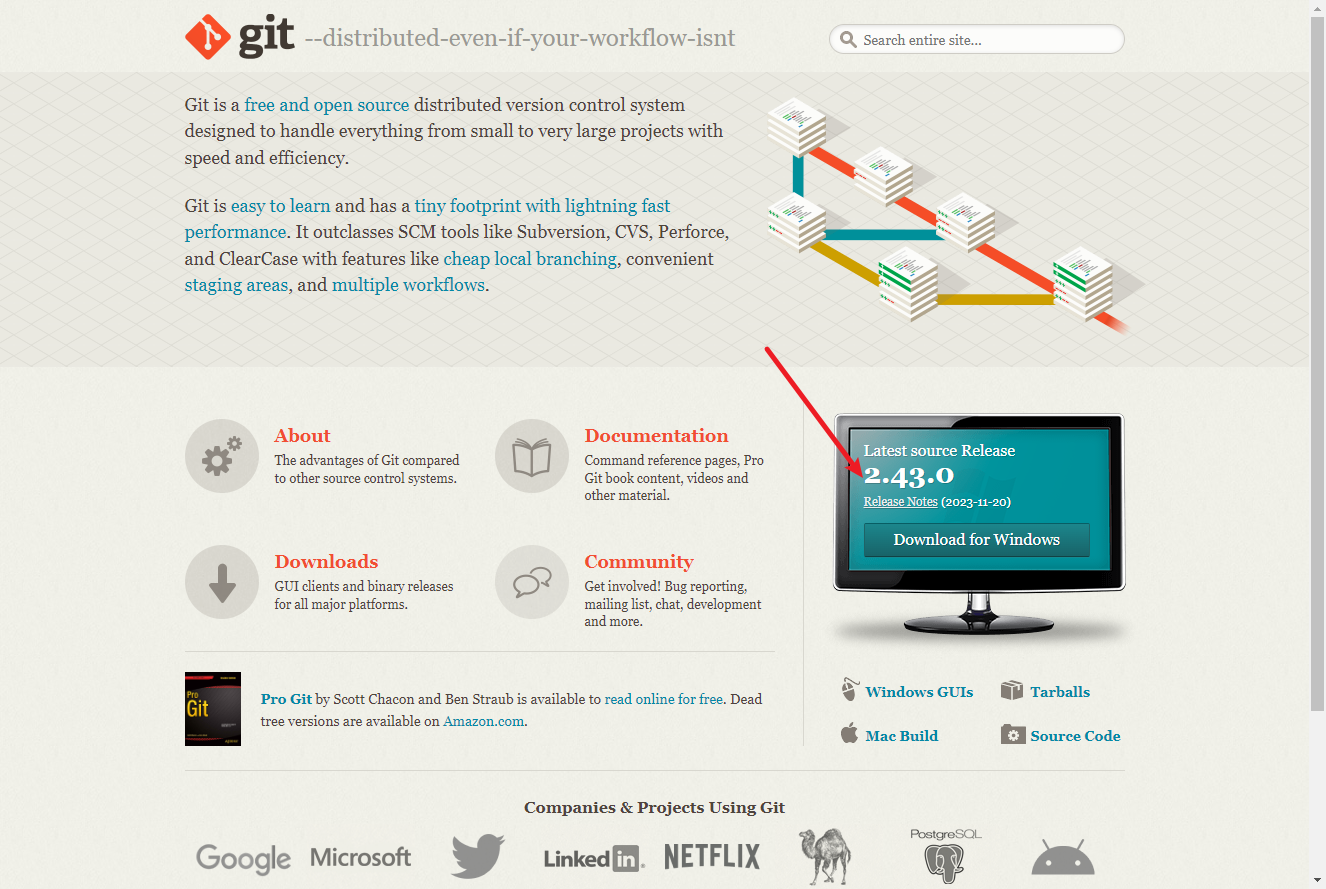 git --distributed-even-if-your-workflow-isnt
Search entire site...
Git is a free and open source distributed version control system
designed to handle everything from small to very large projects with
speed and efficiency.
Git is easy to learn and has a tiny footprint with lightning fast
performance. It outclasses SCM tools like Subversion, CVS, Perforce,
and ClearCase with features like cheap local branching, convenient
staging areas, and multiple workflows.
About
The advantages of Git compared
to other source control systems.
Documentation
Command reference pages, Pro
Git book content, videos and
other material.
Downloads
GUI clients and binary releases
for all major platforms.
Community
Get involved! Bug reporting,
mailing list, chat, development
and more.
Latest source Release
2.43.0
Release Notes (2023-11-20)
Download for Windows
Pro
Git
Pro Git by Scott Chacon and Ben Straub is available to read online for free. Dead
tree versions are available on Amazon.com.
Windows GUIs
Tarballs
Mac Build
Source Code
Companies & Projects Using Git
Google
Microsoft
Linked in
NETFLIX
PostgreSQL